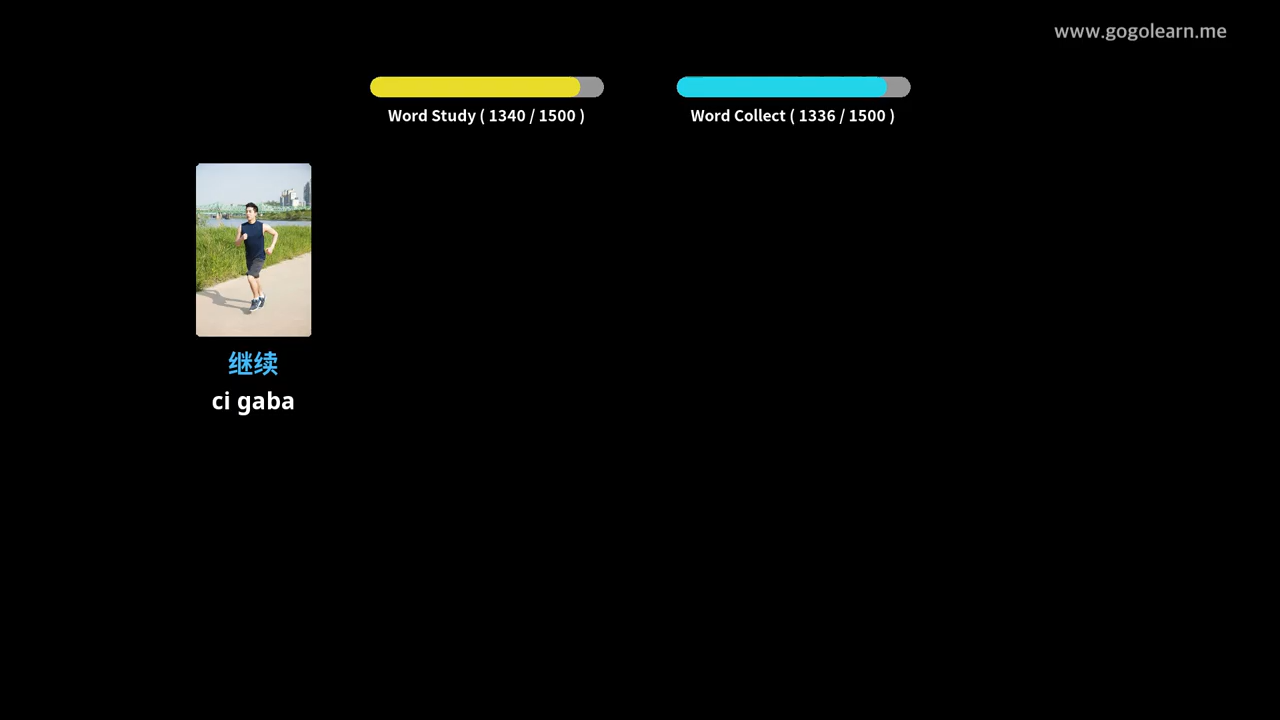 www.gogolearn.me
Word Study ( 1340 / 1500 )
Word Collect ( 1336 / 1500 )
继续
ci gaba